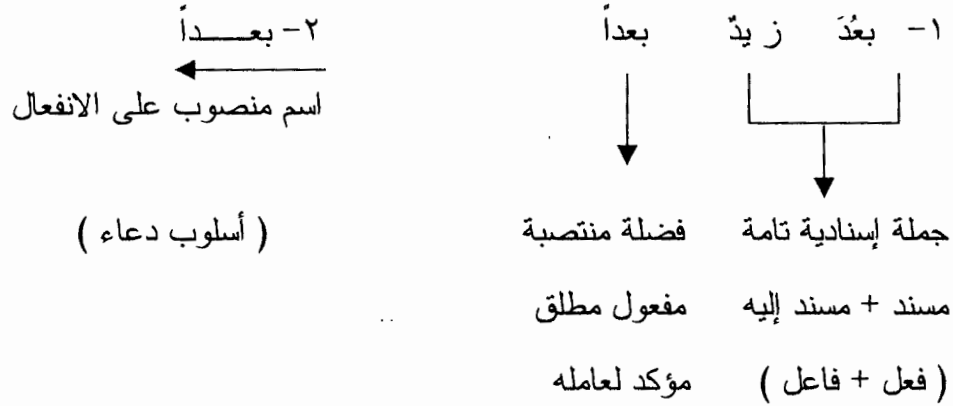 ١- بعُدَ زيدٌ بعداً ٢- بعـــداً
اسم منصوب على الانفعال
جملة إسنادية تامة فضلة منتصبة ( أسلوب دعاء )
مسند + مسند إليه مفعول مطلق
( فعل + فاعل ) مؤكد لعامله